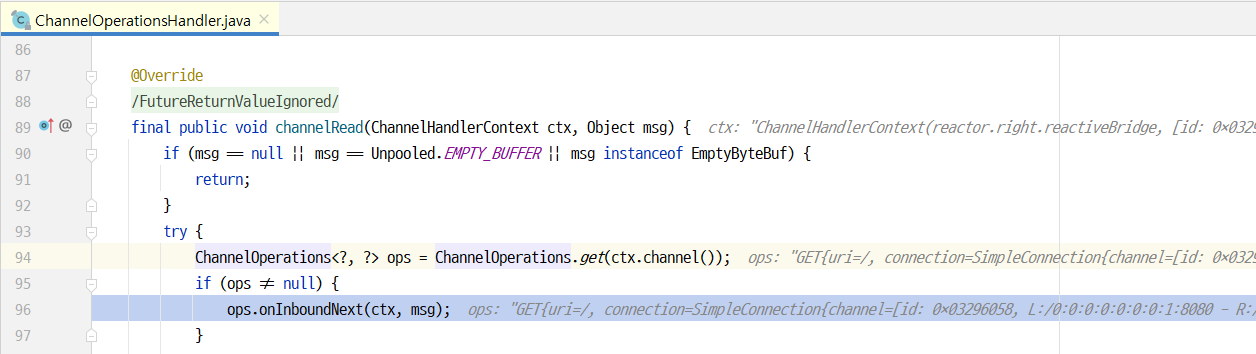 ChannelOperationsHandler.java
86
87 @Override
88 /FutureReturnValueIgnored/
89 @ final public void channelRead(ChannelHandlerContext ctx, Object msg) { ctx: "ChannelHandlerContext(reactor.right.reactiveBridge, [id: 0×0329
90 if (msg == null || msg == Unpooled.EMPTY_BUFFER || msg instanceof EmptyByteBuf) {
91 return;
92 }
93 try {
94 ChannelOperations<?, ?> ops = ChannelOperations.get(ctx.channel()); ops: "GET{uri=/, connection=SimpleConnection{channel=[id: 0×0329
95 if (ops ≠ null) {
96 ops.onInboundNext(ctx, msg); ops: "GET{uri=/, connection=SimpleConnection{channel=[id: 0×03296058, L:/0:0:0:0:0:0:0:1:8080 - R:/
97 }